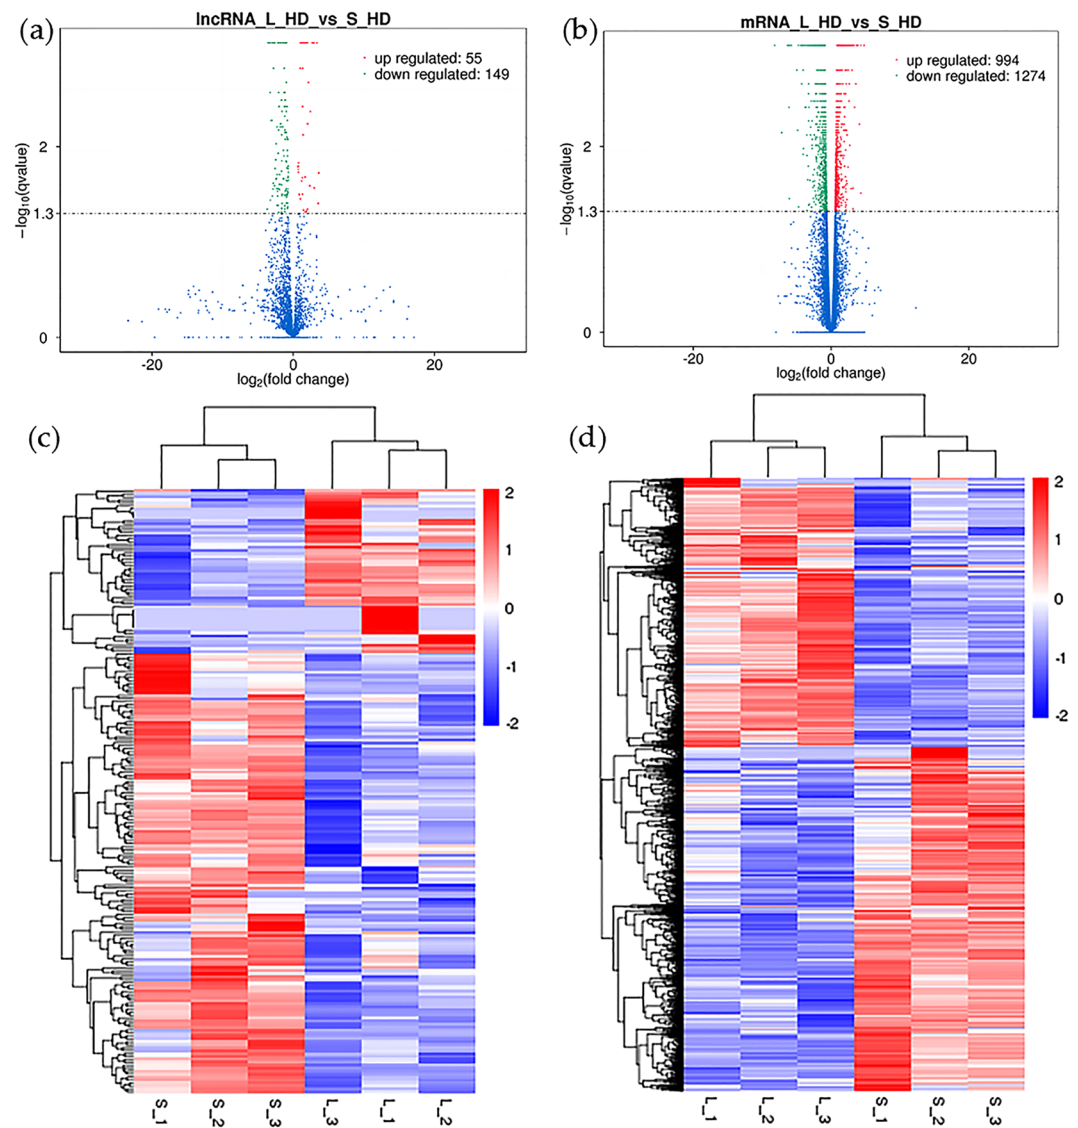 (a)
lncRNA_L_HD_vs_S_HD
up regulated: 55
down regulated: 149
2
1.3
0
−log10(qvalue)
-20
0
20
log2(fold change)
(b)
mRNA_L_HD_vs_S_HD
up regulated: 994
down regulated: 1274
2
1.3
0
−log10(qvalue)
-20
0
20
log2(fold change)
(c)
2
1
0
-1
-2
S_1
S_2
S_3
L_3
L_1
L_2
(d)
2
1
0
-1
-2
L_1
L_2
L_3
S_1
S_2
S_3